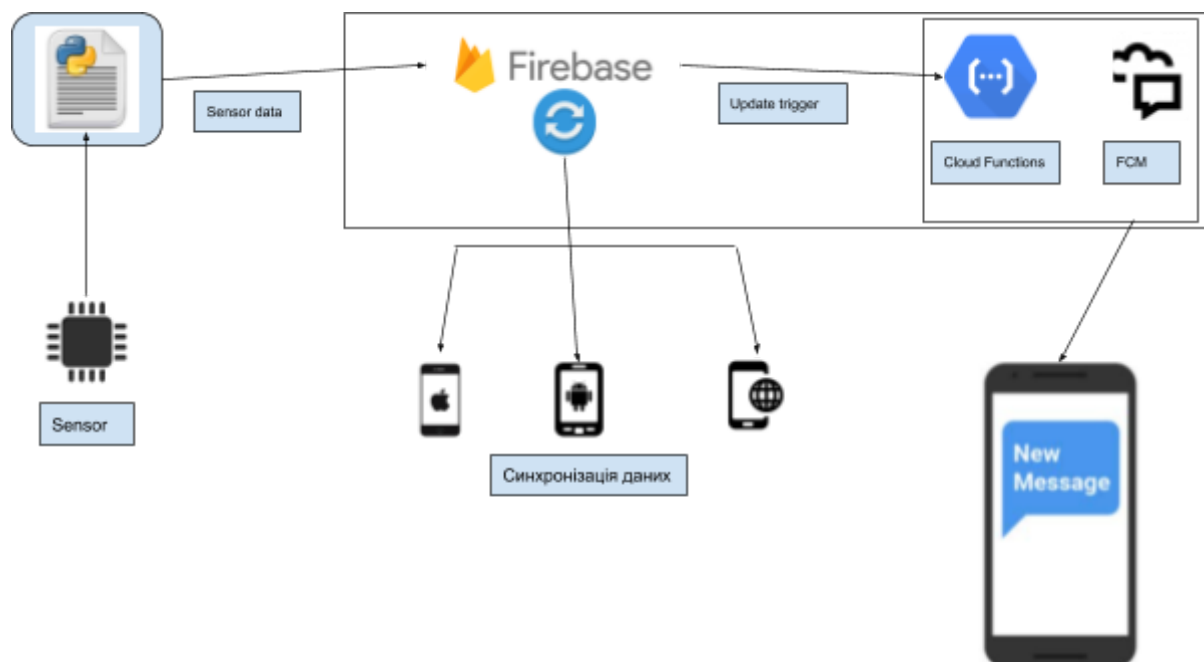 Firebase
Sensor data
Update trigger
Cloud Functions
FCM
Sensor
Синхронізація даних
New
Message